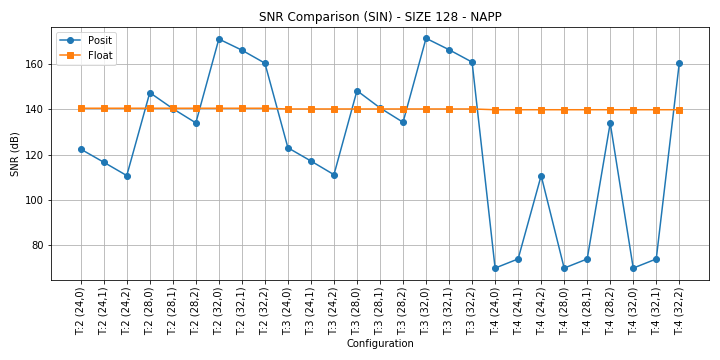 SNR Comparison (SIN) - SIZE 128 - NAPP
Posit
Float
SNR (dB)
160
140
120
100
80
T:2 (24,0)
T:2 (24,1)
T:2 (24,2)
T:2 (28,0)
T:2 (28,1)
T:2 (28,2)
T:2 (32,0)
T:2 (32,1)
T:2 (32,2)
T:3 (24,0)
T:3 (24,1)
T:3 (24,2)
T:3 (28,0)
T:3 (28,1)
T:3 (28,2)
T:3 (32,0)
T:3 (32,1)
T:3 (32,2)
T:4 (24,0)
T:4 (24,1)
T:4 (24,2)
T:4 (28,0)
T:4 (28,1)
T:4 (28,2)
T:4 (32,0)
T:4 (32,1)
T:4 (32,2)
Configuration